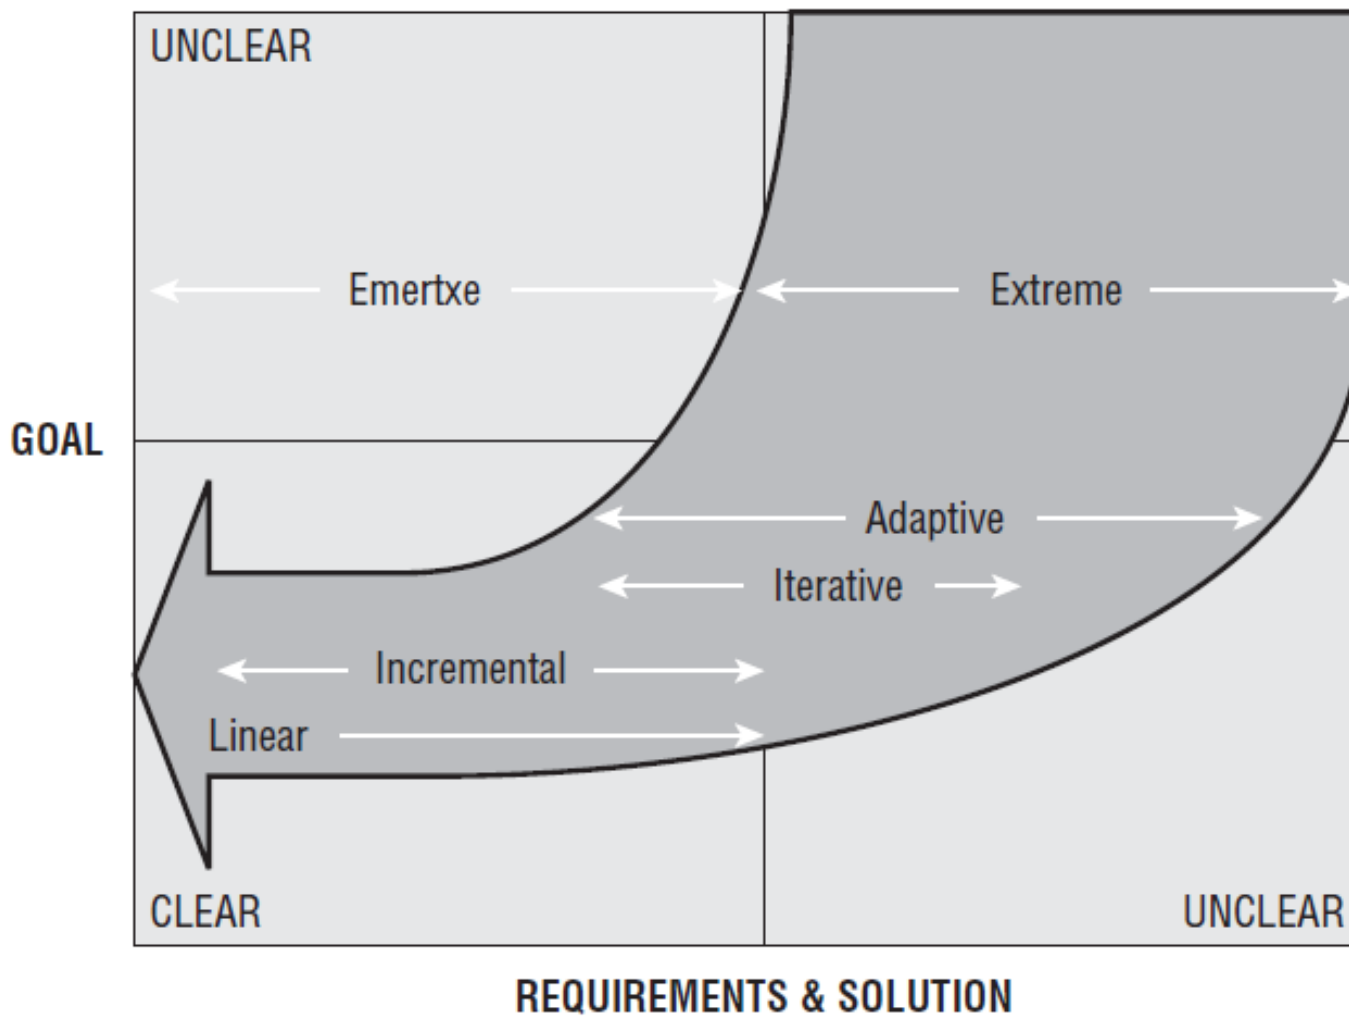 UNCLEAR
Emertxe
Extreme
GOAL
Adaptive
Iterative
Incremental
Linear
CLEAR
UNCLEAR
REQUIREMENTS & SOLUTION